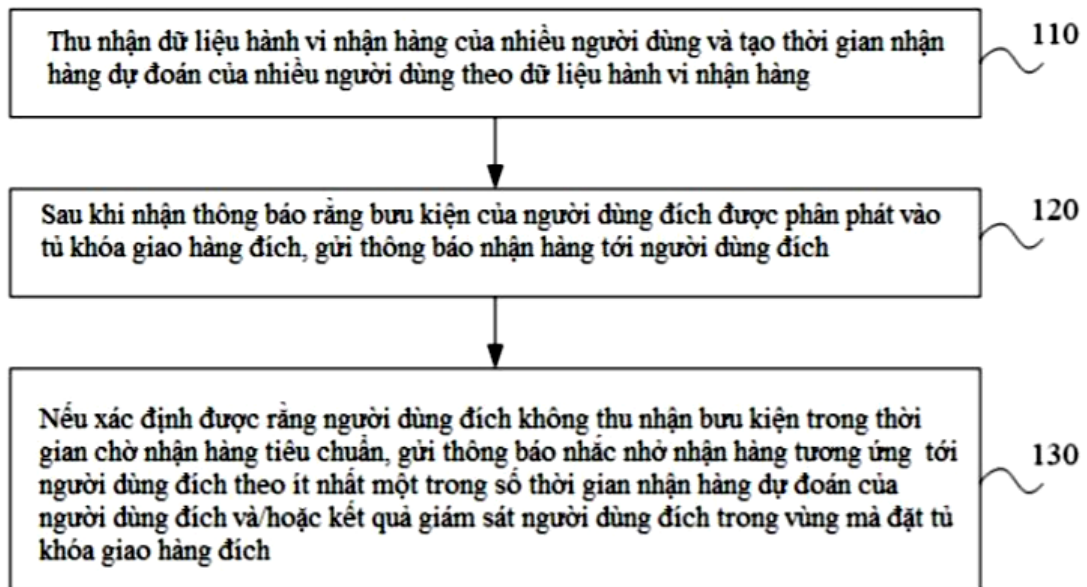 Thu nhận dữ liệu hành vi nhận hàng của nhiều người dùng và tạo thời gian nhận
hàng dự đoán của nhiều người dùng theo dữ liệu hành vi nhận hàng
110
Sau khi nhận thông báo rằng bưu kiện của người dùng đích được phân phát vào
tủ khóa giao hàng đích, gửi thông báo nhận hàng tới người dùng đích
120
Nếu xác định được rằng người dùng đích không thu nhận bưu kiện trong thời
gian chờ nhận hàng tiêu chuẩn, gửi thông báo nhắc nhở nhận hàng tương ứng tới
người dùng đích theo ít nhất một trong số thời gian nhận hàng dự đoán của
người dùng đích và/hoặc kết quả giám sát người dùng đích trong vùng mà đặt tủ
khóa giao hàng đích
130